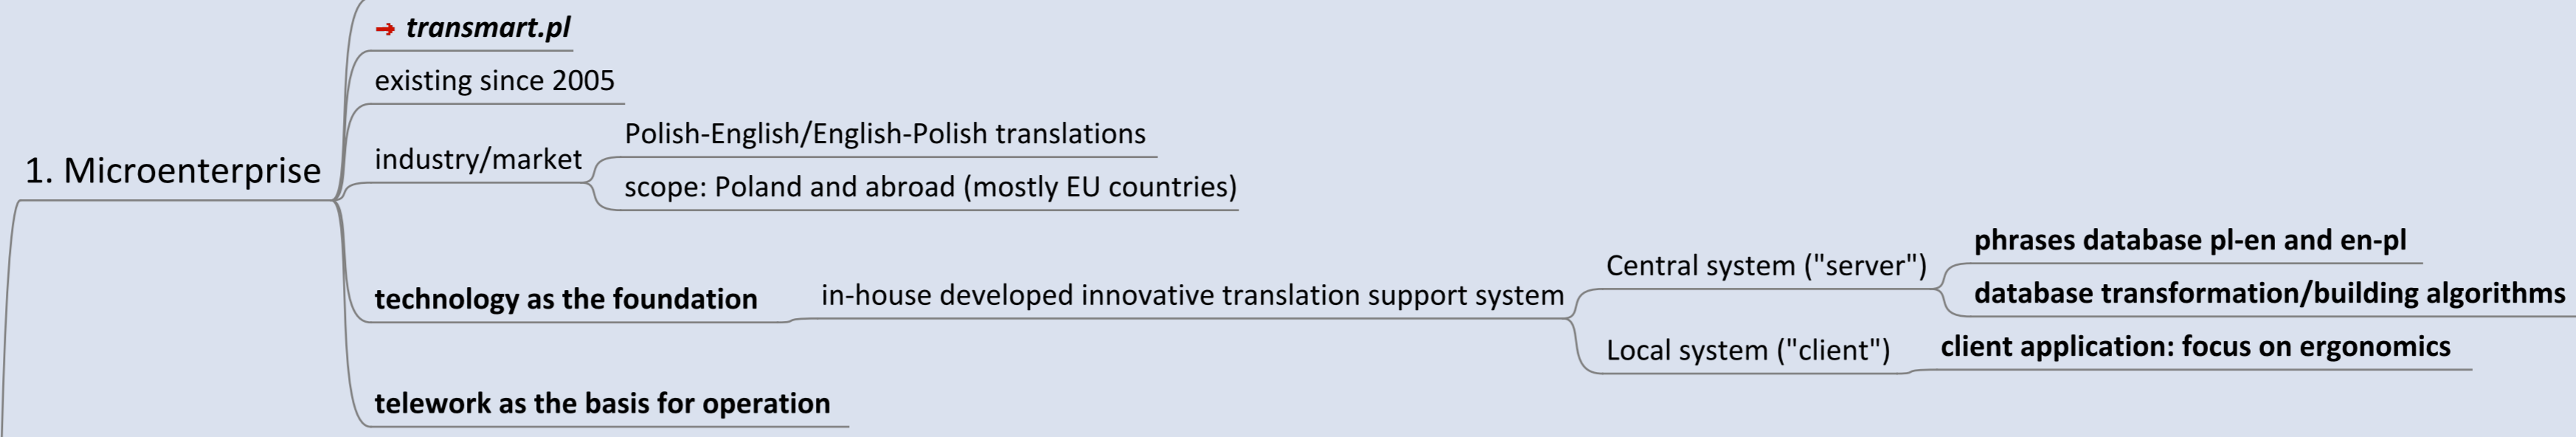 → transmart.pl
existing since 2005
Polish-English/English-Polish translations
industry/market
scope: Poland and abroad (mostly EU countries)
1. Microenterprise
phrases database pl-en and en-pl
Central system ("server")
database transformation/building algorithms
technology as the foundation
in-house developed innovative translation support system
Local system ("client")
client application: focus on ergonomics
telework as the basis for operation